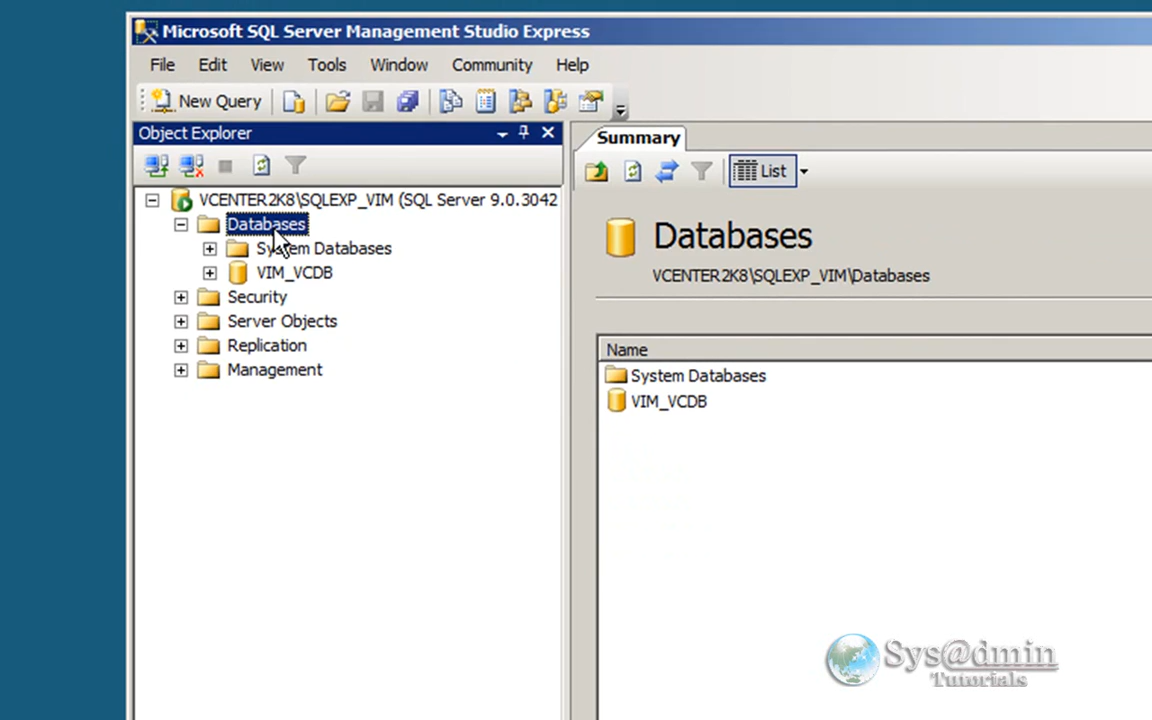 Microsoft SQL Server Management Studio Express
File Edit View Tools Window Community Help
New Query
Object Explorer
VCENTER2K8\SQLEXP_VIM (SQL Server 9.0.3042
Databases
System Databases
VIM_VCDB
Security
Server Objects
Replication
Management
Summary
List
Databases
VCENTER2K8\SQLEXP_VIM\Databases
Name
System Databases
VIM_VCDB
Sys@dmin
Tutorials